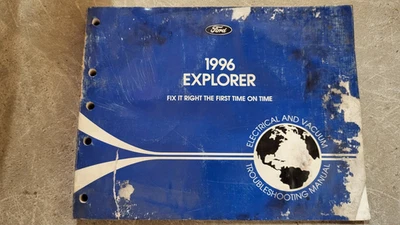 Ford
1996
EXPLORER
FIX IT RIGHT THE FIRST TIME ON TIME
ELECTRICAL AND VACUUM
TROUBLESHOOTING MANUAL